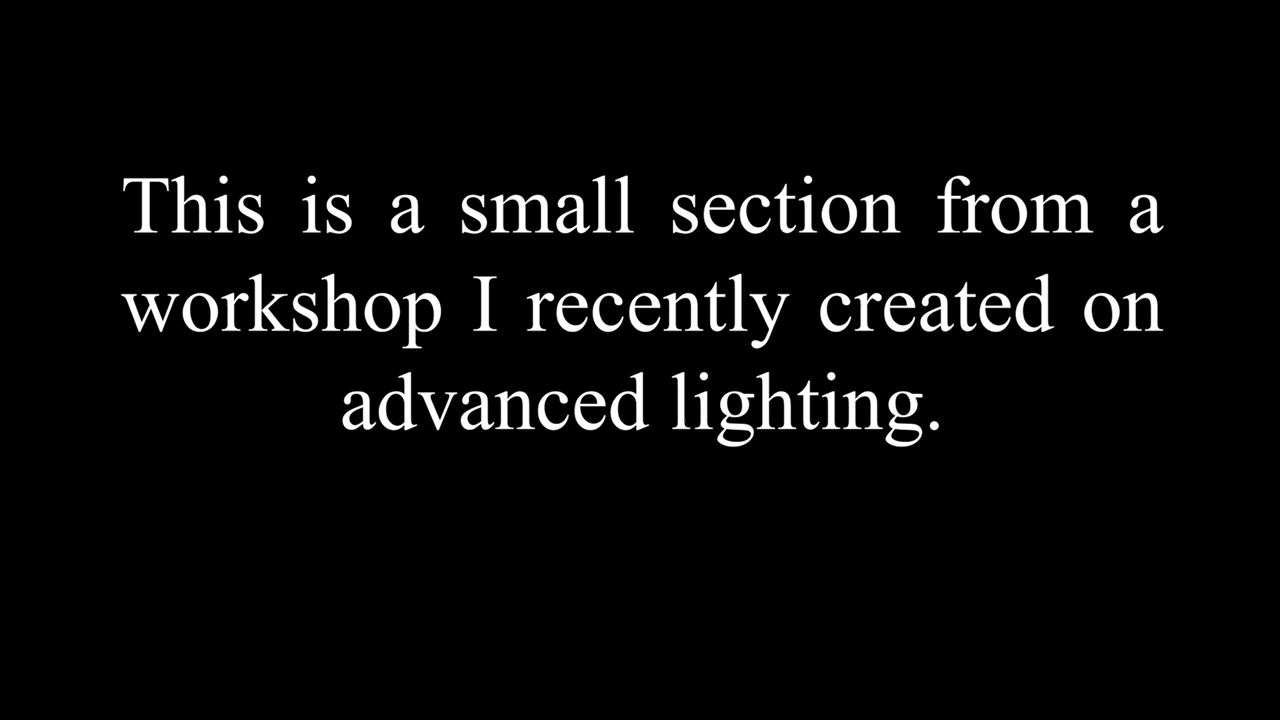 This is a small section from a
workshop I recently created on
advanced lighting.